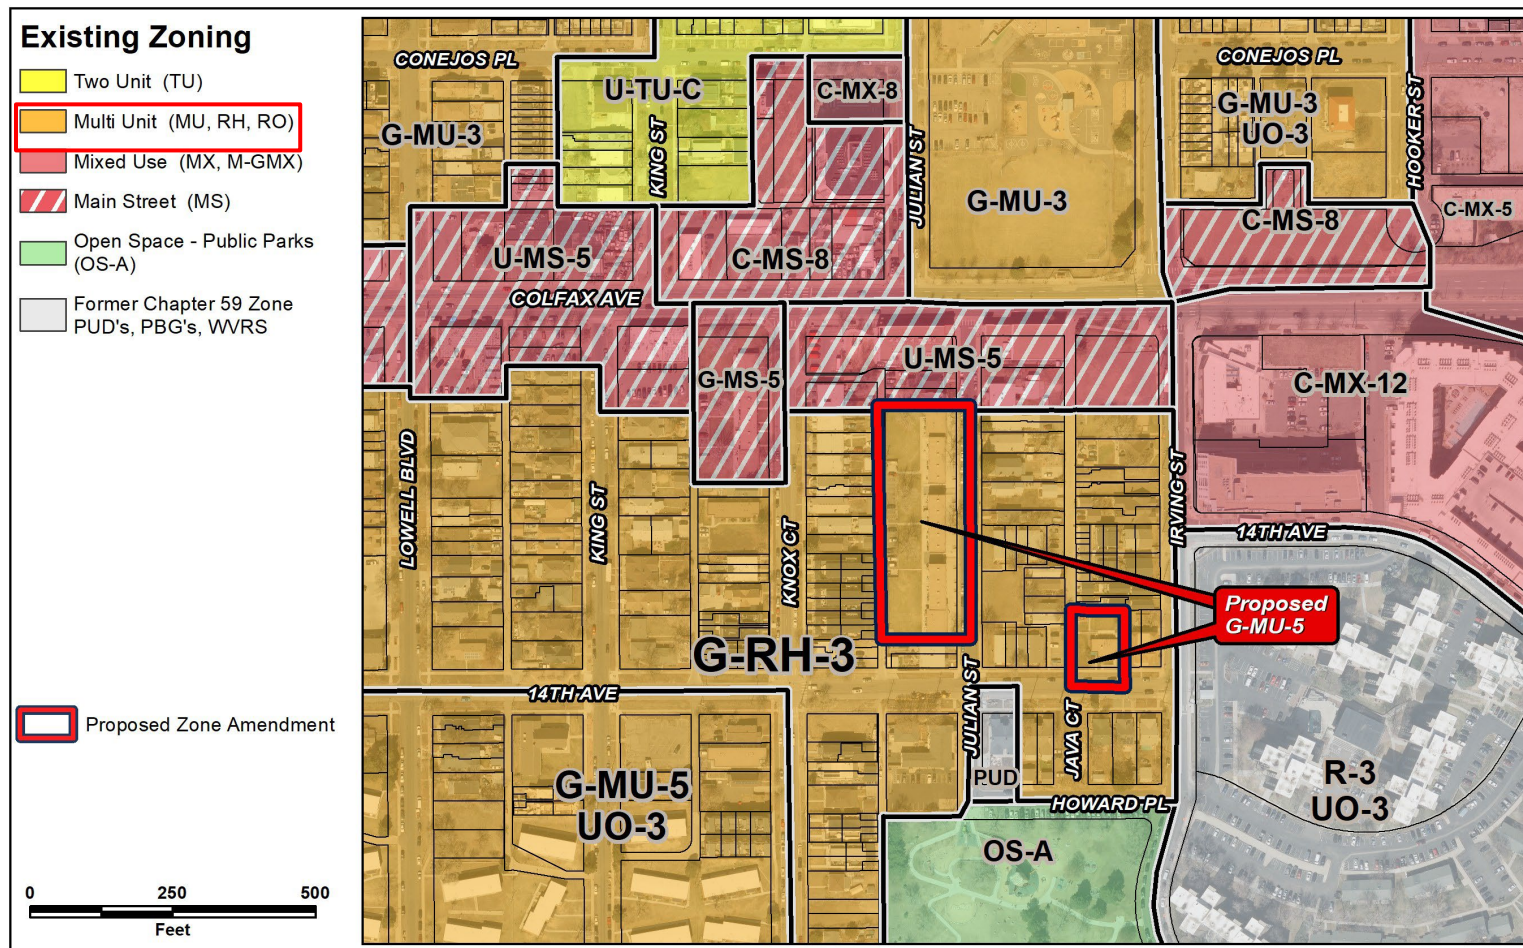 Existing Zoning
Two Unit (TU)
Multi Unit (MU, RH, RO)
Mixed Use (MX, M-GMX)
Main Street (MS)
Open Space - Public Parks
(OS-A)
Former Chapter 59 Zone
PUD's, PBG's, WVRS
Proposed Zone Amendment
0 250 500
Feet
CONEJOS PL
G-MU-3
U-TU-C
KING ST
C-MX-8
JULIAN ST
G-MU-3
CONEJOS PL
G-MU-3
UO-3
HOOKER ST
C-MX-5
C-MS-8
U-MS-5
C-MS-8
COLFAX AVE
G-MS-5
U-MS-5
C-MX-12
LOWELL BLVD
KING ST
KNOX CT
IRVING ST
14TH AVE
Proposed
G-MU-5
G-RH-3
14TH AVE
JULIAN ST
JAVA CT
PUD
HOWARD PL
G-MU-5
UO-3
OS-A
R-3
UO-3